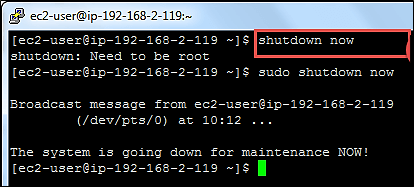 ec2-user@ip-192-168-2-119:~
[ec2-user@ip-192-168-2-119 ~]$ shutdown now
shutdown: Need to be root
[ec2-user@ip-192-168-2-119 ~]$ sudo shutdown now
Broadcast message from ec2-user@ip-192-168-2-119
(/dev/pts/0) at 10:12 ...
The system is going down for maintenance NOW!
[ec2-user@ip-192-168-2-119 ~]$